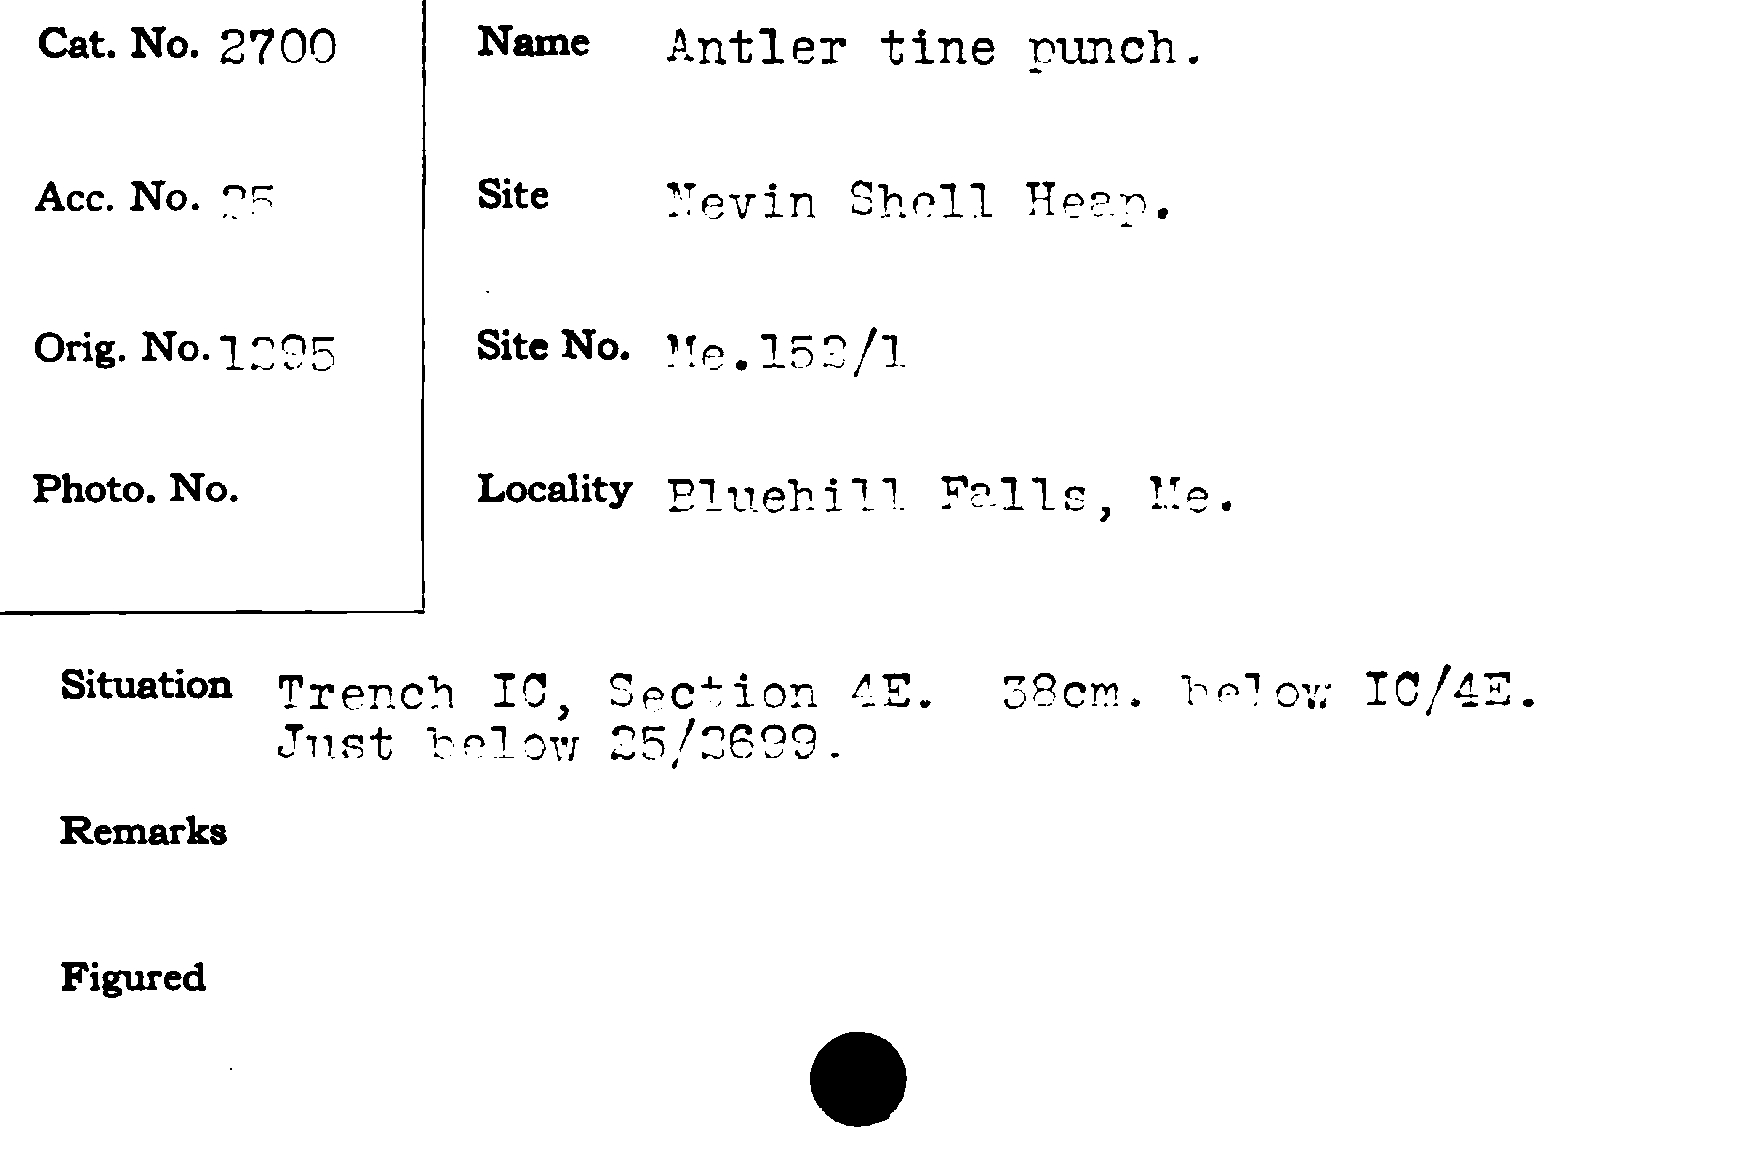 Cat. No. 2700
Name Antler tine punch.
Acc. No. 25
Site Nevin Shell Heap.
Orig. No. 1295
Site No. Me.152/1
Photo. No.
Locality Bluehill Falls, Me.
Situation Trench IC, Section 4E. 38cm. below IC/4E.
Just below 25/2699.
Remarks
Figured